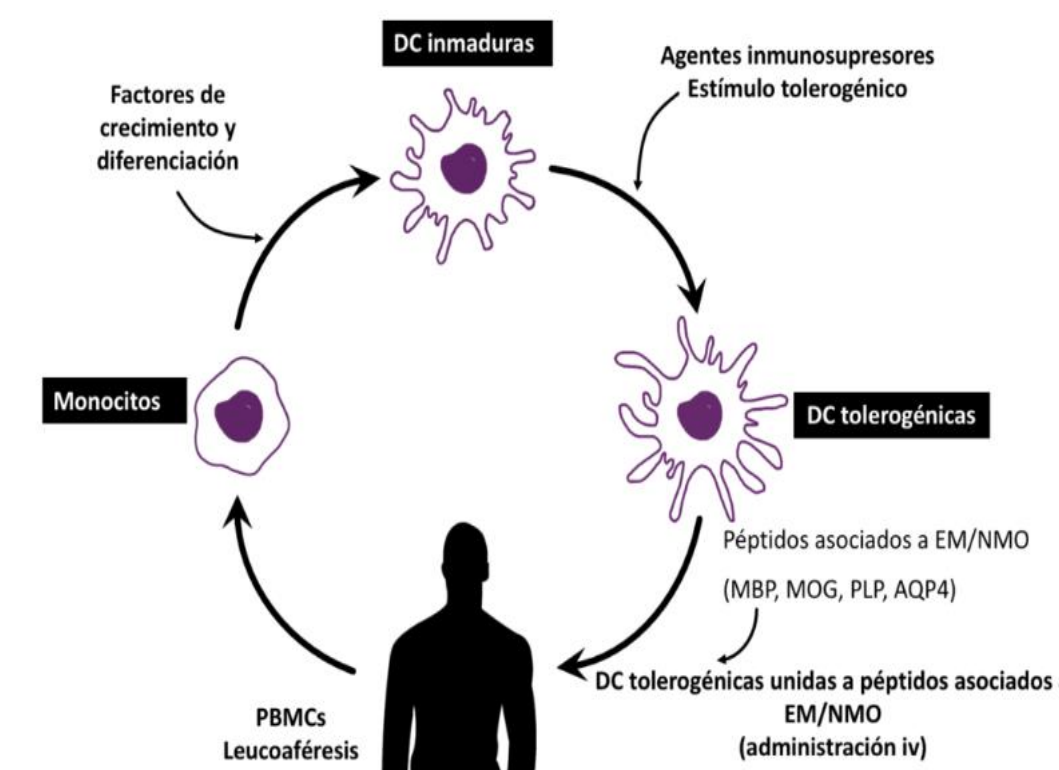 DC inmaduras
Agentes inmunosupresores
Estímulo tolerogénico
Factores de
crecimiento y
diferenciación
Monocitos
DC tolerogénicas
Péptidos asociados a EM/NMO
(MBP, MOG, PLP, AQP4)
DC tolerogénicas unidas a péptidos asociados
EM/NMO
(administración iv)
PBMCs
Leucoaféresis